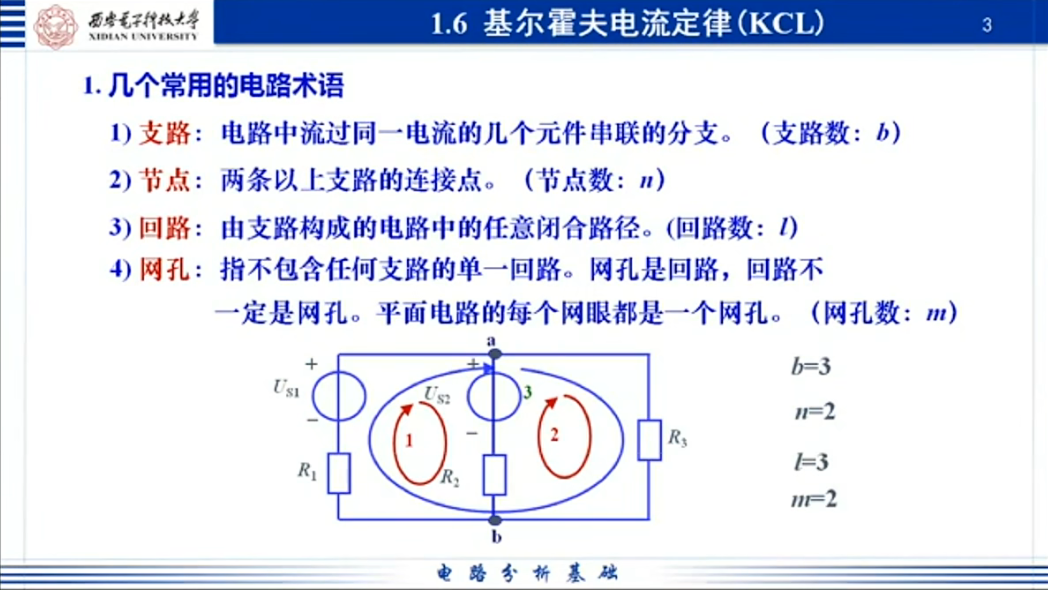 西安电子科技大学
XIDIAN UNIVERSITY
1.6 基尔霍夫电流定律(KCL)
3
1. 几个常用的电路术语
1) 支路：电路中流过同一电流的几个元件串联的分支。（支路数：b）
2) 节点：两条以上支路的连接点。（节点数：n）
3) 回路：由支路构成的电路中的任意闭合路径。(回路数：l）
4) 网孔：指不包含任何支路的单一回路。网孔是回路，回路不
一定是网孔。平面电路的每个网眼都是一个网孔。（网孔数：m）
a
+
+
US1
US2
3
−
−
1
2
R1
R2
R3
b
b=3
n=2
l=3
m=2
电路分析基础